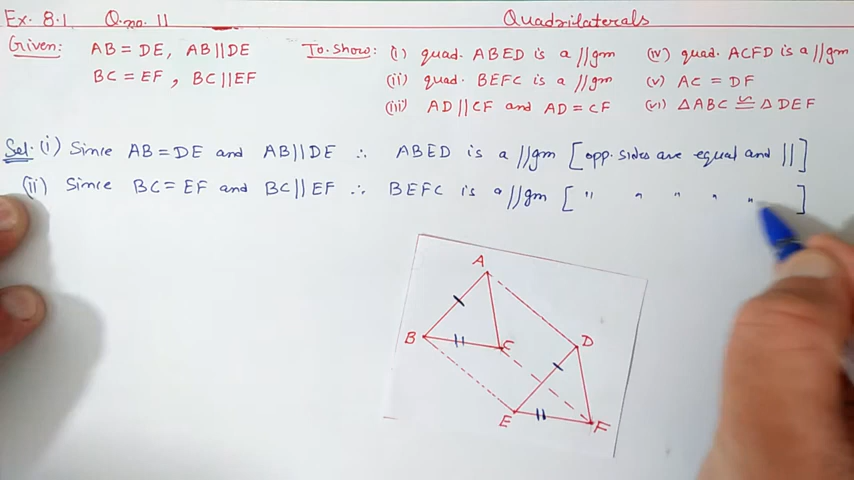 Ex. 8.1 Q.no. 11 Quadrilaterals
Given: AB = DE, AB||DE
BC = EF, BC||EF
To show: (i) quad. ABED is a ||gm
(ii) quad. BEFC is a ||gm
(iii) AD||CF and AD = CF
(iv) quad. ACFD is a ||gm
(v) AC = DF
(vi) △ABC ≅ △DEF
Sol: (i) Since AB = DE and AB||DE ∴ ABED is a ||gm [opp. sides are equal and ||]
(ii) Since BC = EF and BC||EF ∴ BEFC is a ||gm [ " " " " " ]
A
B
C
D
E
F